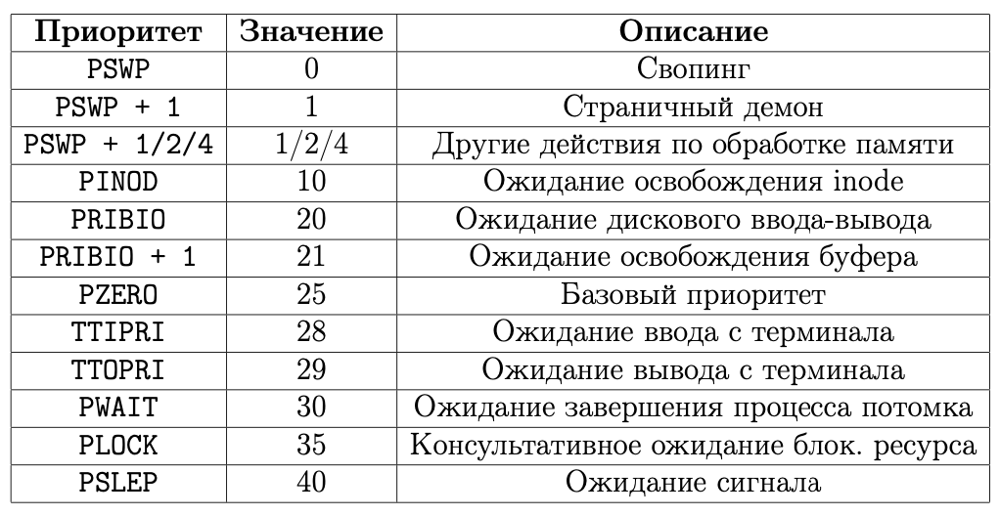 Приоритет Значение Описание
PSWP 0 Свопинг
PSWP + 1 1 Страничный демон
PSWP + 1/2/4 1/2/4 Другие действия по обработке памяти
PINOD 10 Ожидание освобождения inode
PRIBIO 20 Ожидание дискового ввода-вывода
PRIBIO + 1 21 Ожидание освобождения буфера
PZERO 25 Базовый приоритет
TTIPRI 28 Ожидание ввода с терминала
TTOPRI 29 Ожидание вывода с терминала
PWAIT 30 Ожидание завершения процесса потомка
PLOCK 35 Консультативное ожидание блок. ресурса
PSLEP 40 Ожидание сигнала